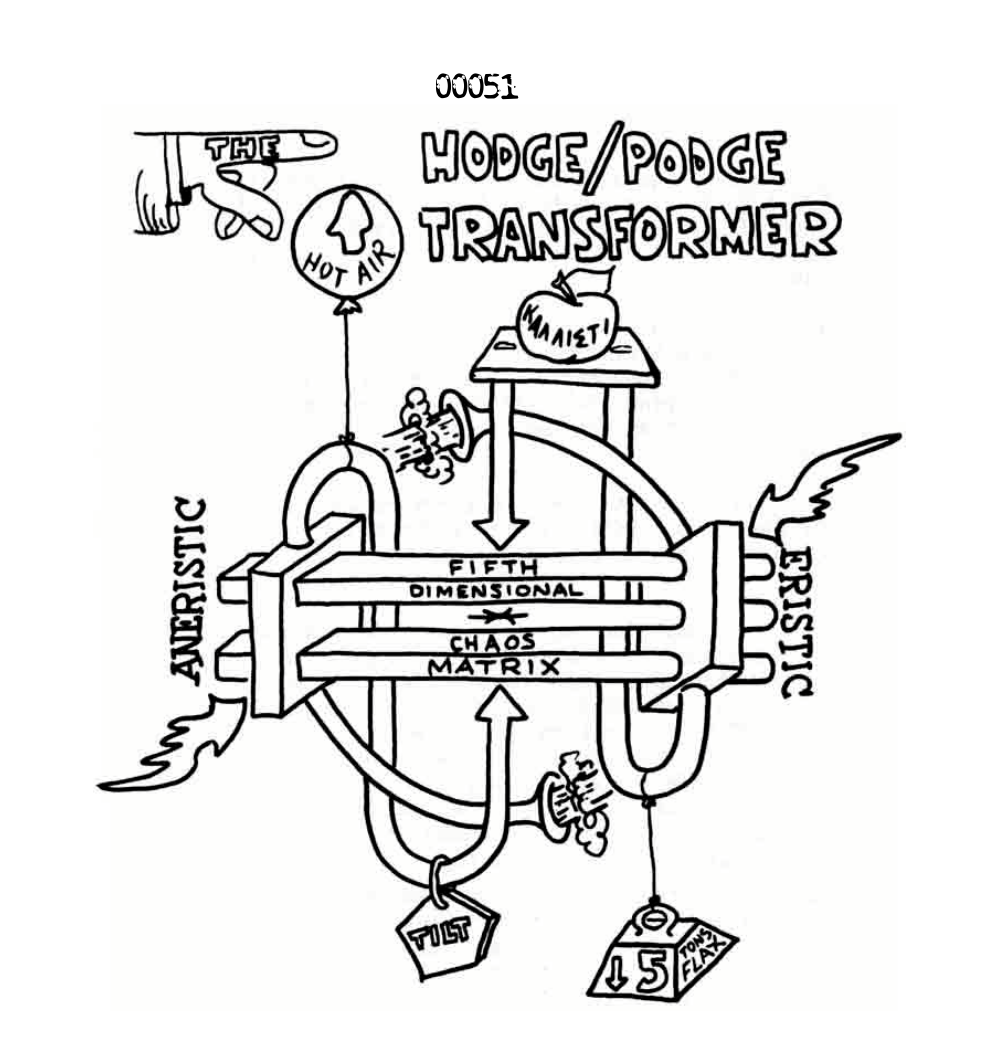 00051
THE
HODGE/PODGE
TRANSFORMER
HOT AIR
ΚΑΛΛΙΣΤΙ
ANERISTIC
ERISTIC
FIFTH
DIMENSIONAL
CHAOS
MATRIX
TILT
5
TONS
FLAX